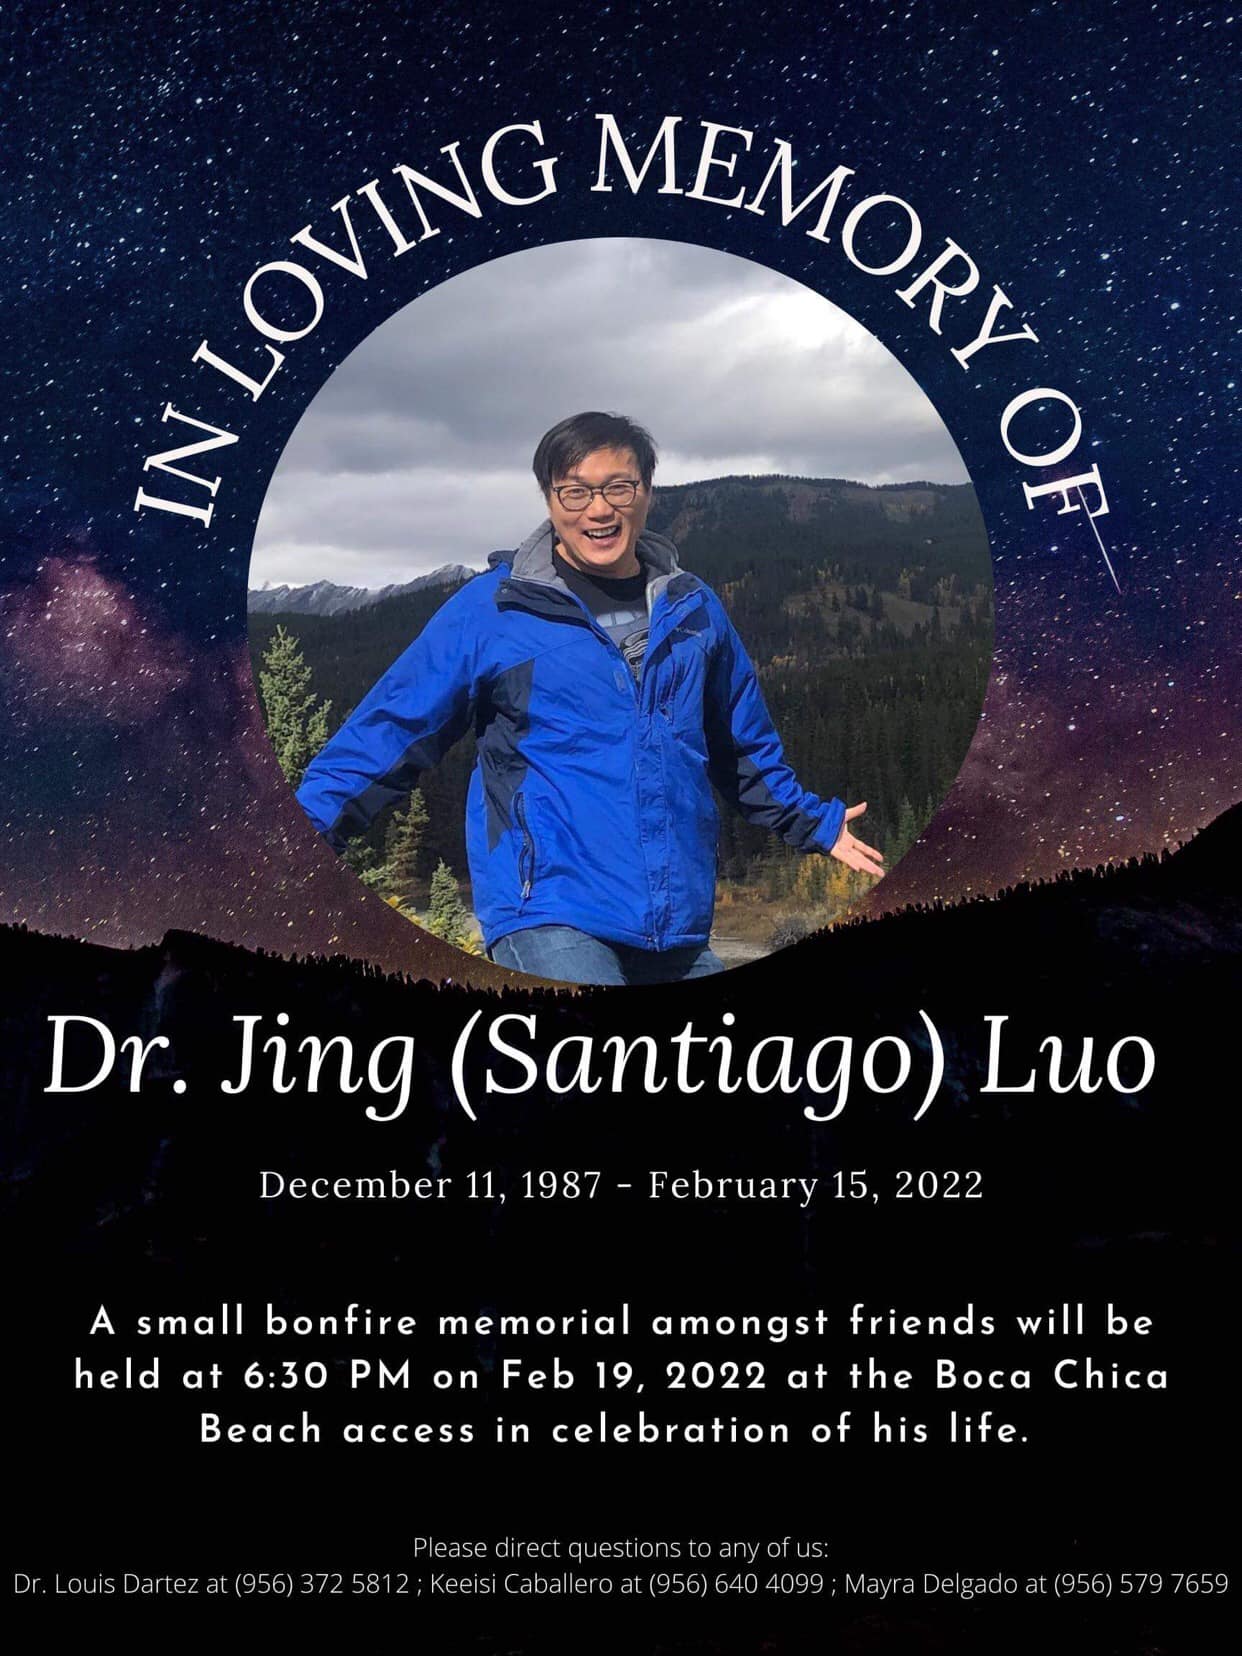 IN LOVING MEMORY OF
Columbia
Dr. Jing (Santiago) Luo
December 11, 1987 - February 15, 2022
A small bonfire memorial amongst friends will be
held at 6:30 PM on Feb 19, 2022 at the Boca Chica
Beach access in celebration of his life.
Please direct questions to any of us:
Dr. Louis Dartez at (956) 372 5812 ; Keeisi Caballero at (956) 640 4099 ; Mayra Delgado at (956) 579 7659